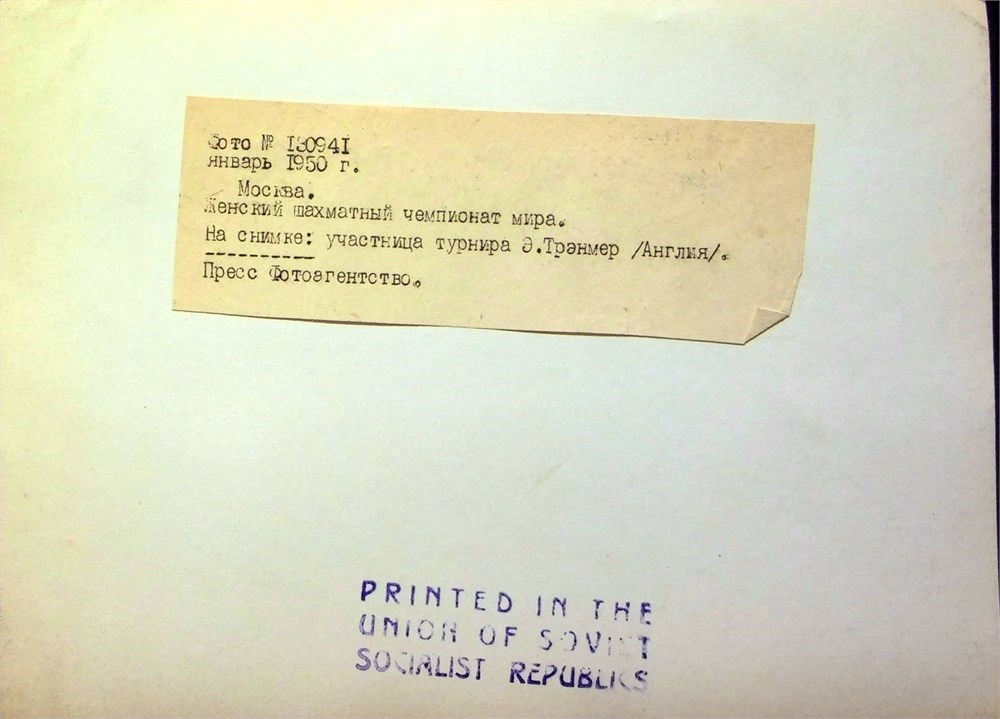 Фото № 130941
январь 1950 г.
Москва.
Женский шахматный чемпионат мира.
На снимке: участница турнира Э.Трэнмер /Англия/.
Пресс Фотоагентство.
PRINTED IN THE
UNION OF SOVIET
SOCIALIST REPUBLICS